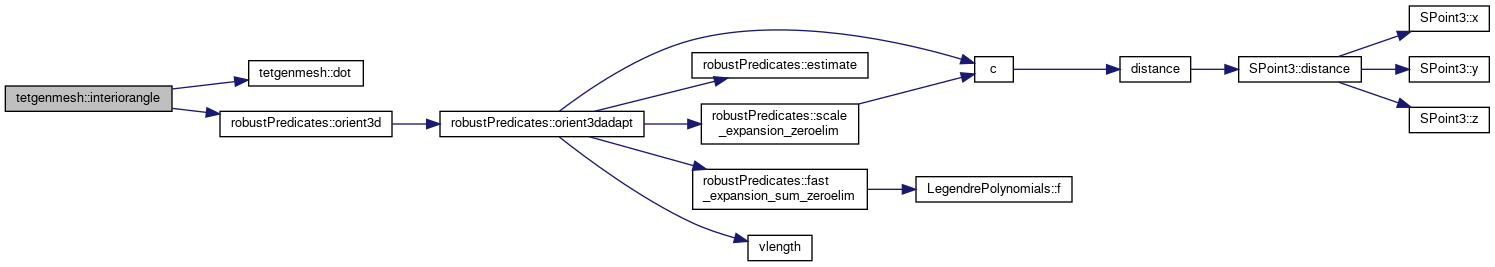 tetgenmesh::interiorangle
tetgenmesh::dot
robustPredicates::orient3d
robustPredicates::orient3dadapt
robustPredicates::estimate
robustPredicates::scale
_expansion_zeroelim
robustPredicates::fast
_expansion_sum_zeroelim
vlength
c
LegendrePolynomials::f
distance
SPoint3::distance
SPoint3::x
SPoint3::y
SPoint3::z